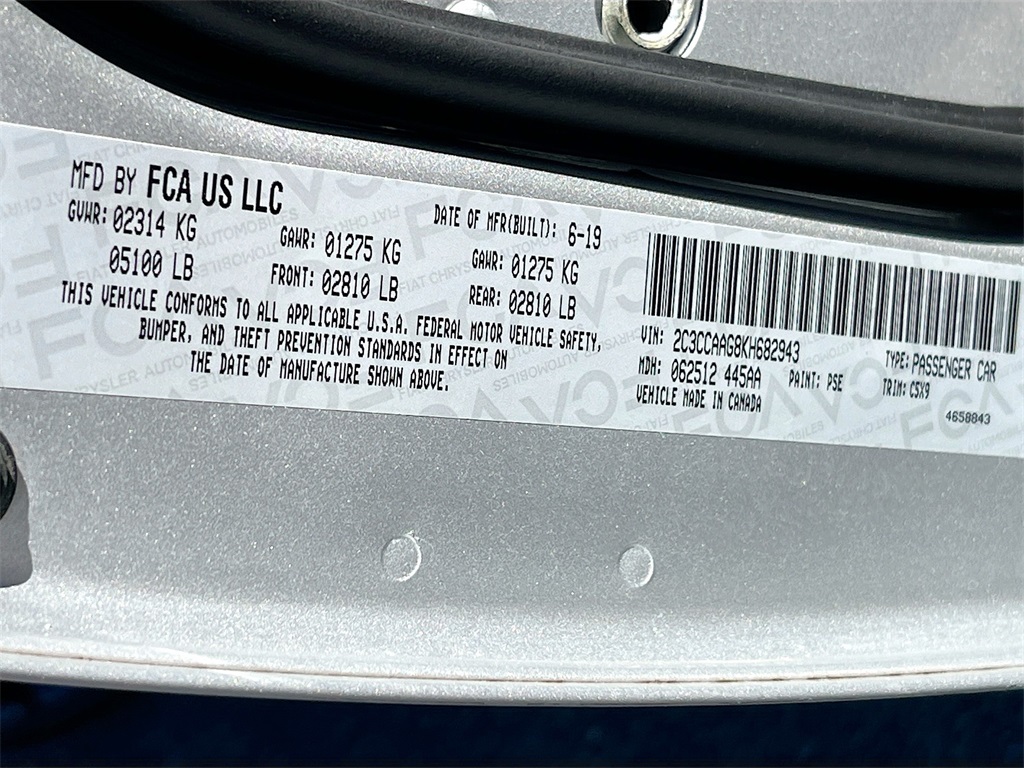 MFD BY FCA US LLC
DATE OF MFR(BUILT): 6-19
GVWR: 02314 KG
GAWR: 01275 KG
GAWR: 01275 KG
05100 LB
FRONT: 02810 LB
REAR: 02810 LB
THIS VEHICLE CONFORMS TO ALL APPLICABLE U.S.A. FEDERAL MOTOR VEHICLE SAFETY,
BUMPER, AND THEFT PREVENTION STANDARDS IN EFFECT ON
THE DATE OF MANUFACTURE SHOWN ABOVE.
VIN: 2C3CCAAG8KH682943
TYPE: PASSENGER CAR
MDH: 062512 445AA
PAINT: PSE
TRIM: C5X9
VEHICLE MADE IN CANADA
4658843